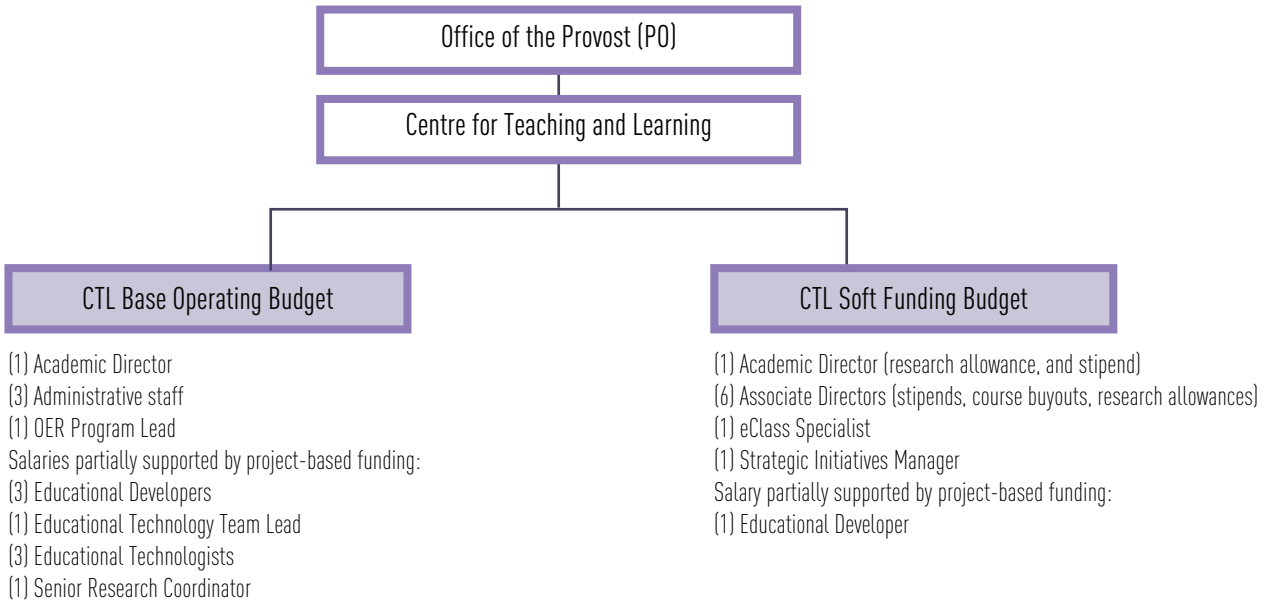 Office of the Provost (PO)
Centre for Teaching and Learning
CTL Base Operating Budget
(1) Academic Director
(3) Administrative staff
(1) OER Program Lead
Salaries partially supported by project-based funding:
(3) Educational Developers
(1) Educational Technology Team Lead
(3) Educational Technologists
(1) Senior Research Coordinator
CTL Soft Funding Budget
(1) Academic Director (research allowance, and stipend)
(6) Associate Directors (stipends, course buyouts, research allowances)
(1) eClass Specialist
(1) Strategic Initiatives Manager
Salary partially supported by project-based funding:
(1) Educational Developer